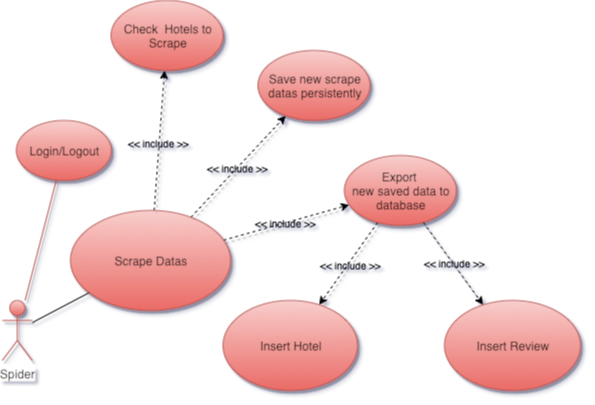 Check Hotels to
Scrape
Save new scrape
datas persistently
<< include >>
Login/Logout
<< include >>
Export
new saved data to
database
<< include >>
Scrape Datas
<< include >>
<< include >>
Insert Hotel
Insert Review
Spider